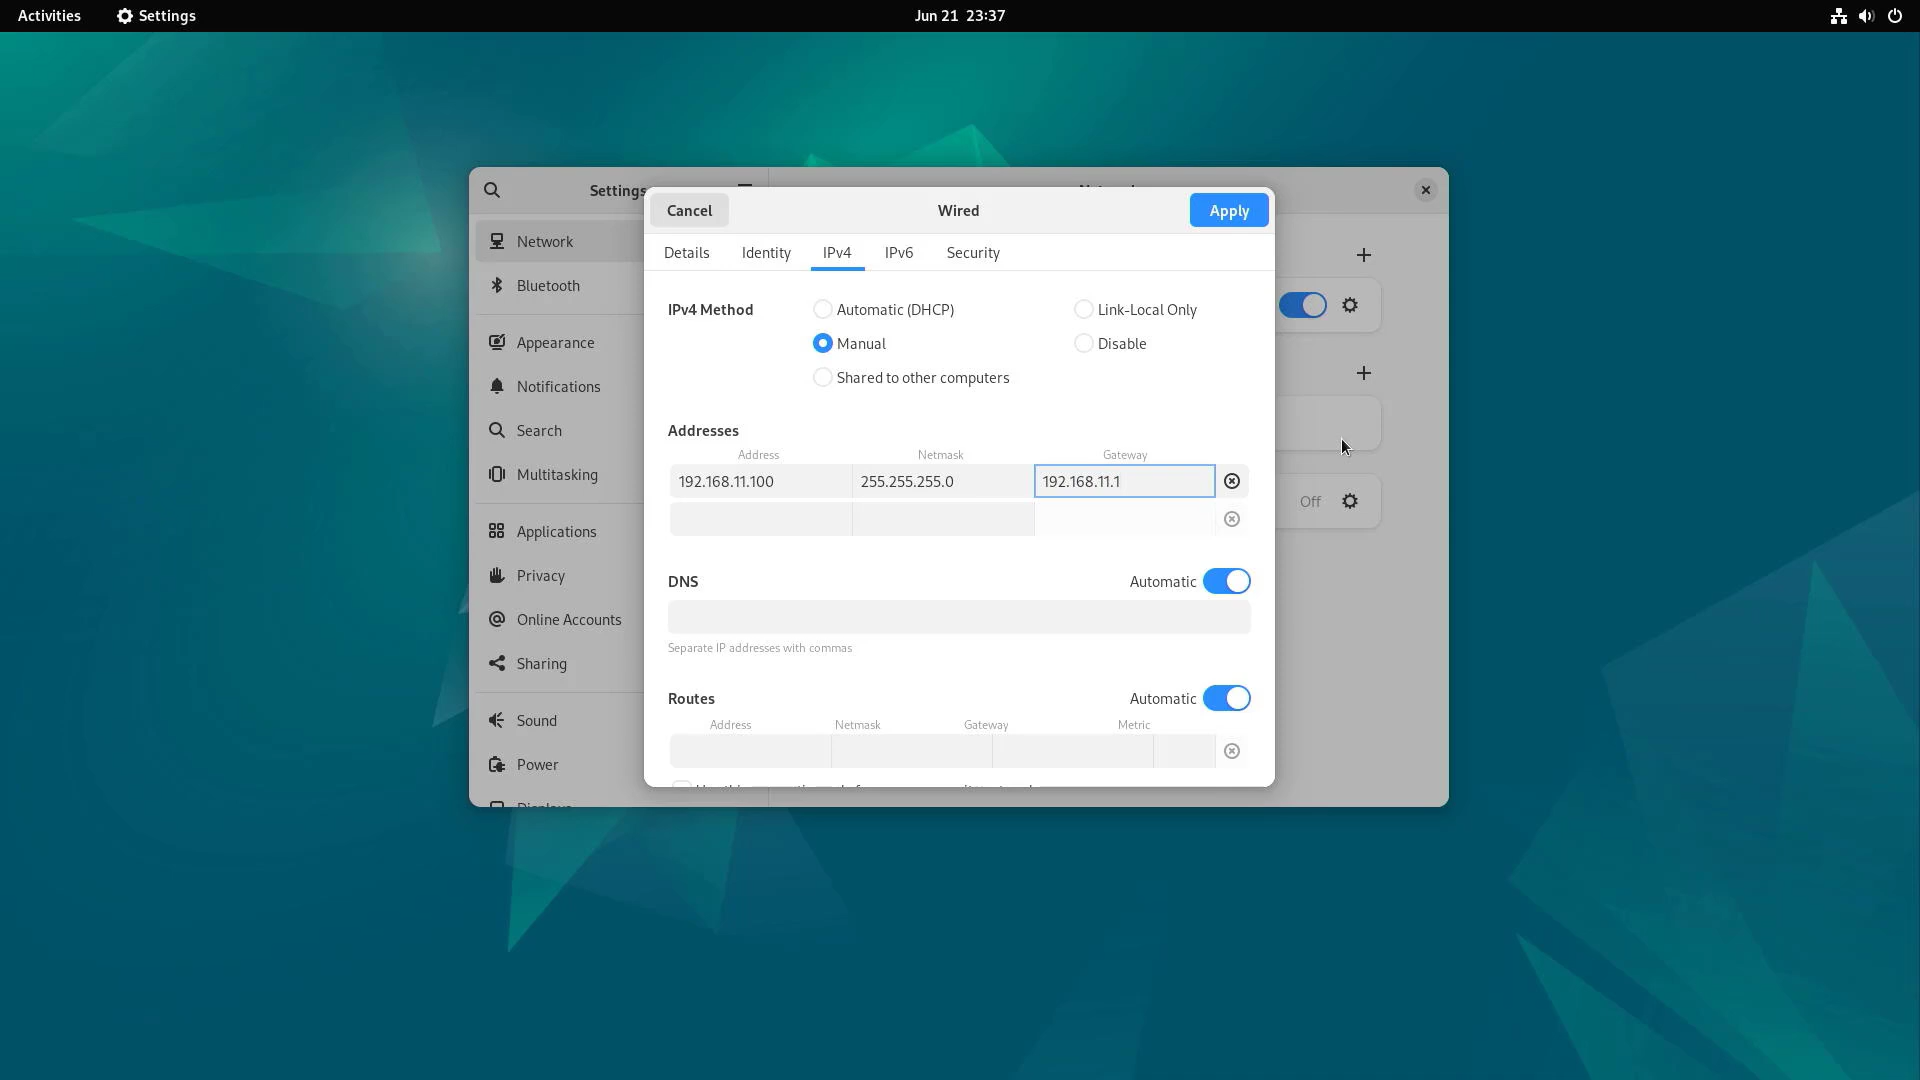 Activities Settings Jun 21 23:37
Settings
Cancel Wired Apply
Network
Bluetooth
Appearance
Notifications
Search
Multitasking
Applications
Privacy
Online Accounts
Sharing
Sound
Power
Displays
Details Identity IPv4 IPv6 Security
IPv4 Method Automatic (DHCP) Link-Local Only
Manual Disable
Shared to other computers
Addresses
Address Netmask Gateway
192.168.11.100 255.255.255.0 192.168.11.1
DNS Automatic
Separate IP addresses with commas
Routes Automatic
Address Netmask Gateway Metric
Off